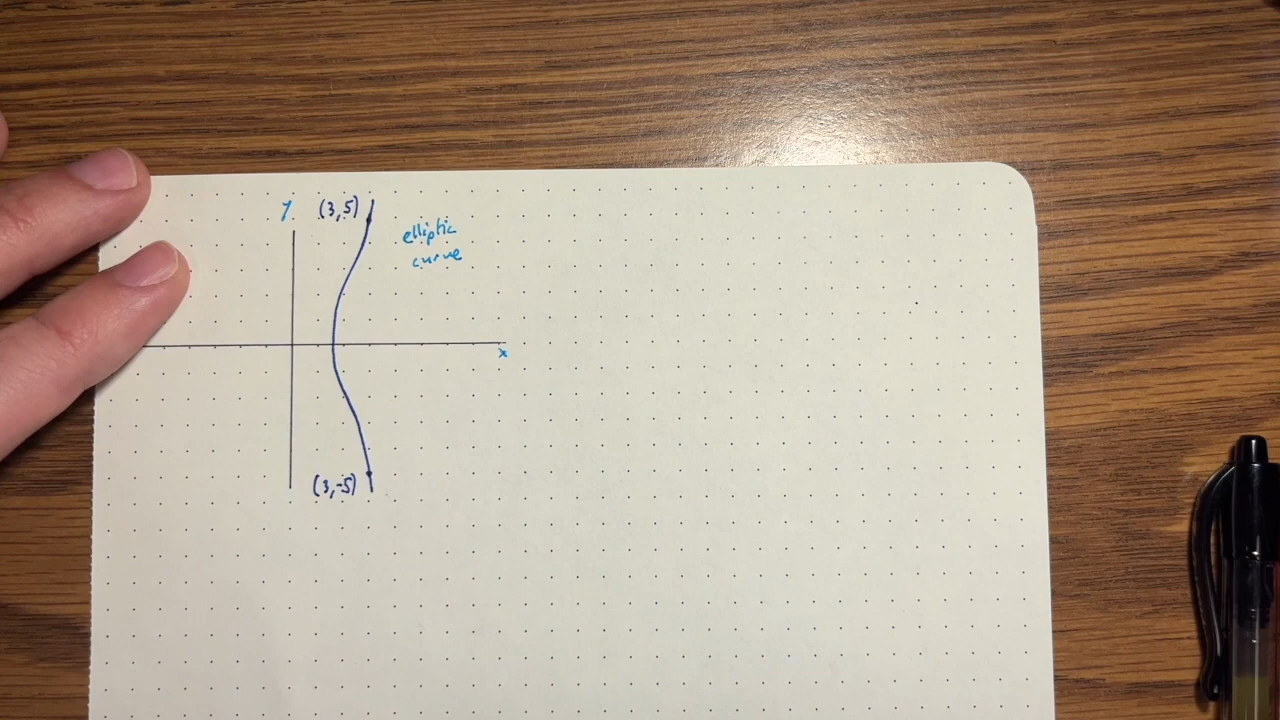 y (3,5)
elliptic
curve
x
(3,-5)